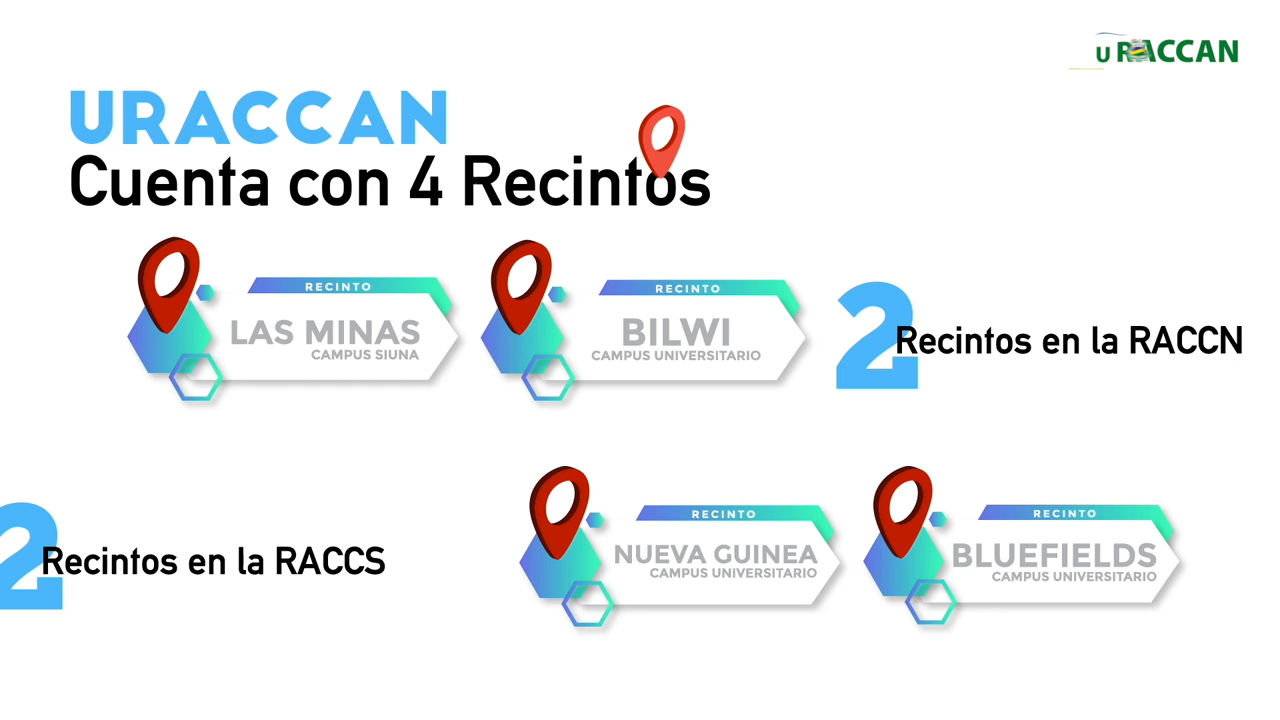 URACCAN
URACCAN
Cuenta con 4 Recintos
RECINTO
LAS MINAS
CAMPUS SIUNA
RECINTO
BILWI
CAMPUS UNIVERSITARIO
2
Recintos en la RACCN
2
Recintos en la RACCS
RECINTO
NUEVA GUINEA
CAMPUS UNIVERSITARIO
RECINTO
BLUEFIELDS
CAMPUS UNIVERSITARIO